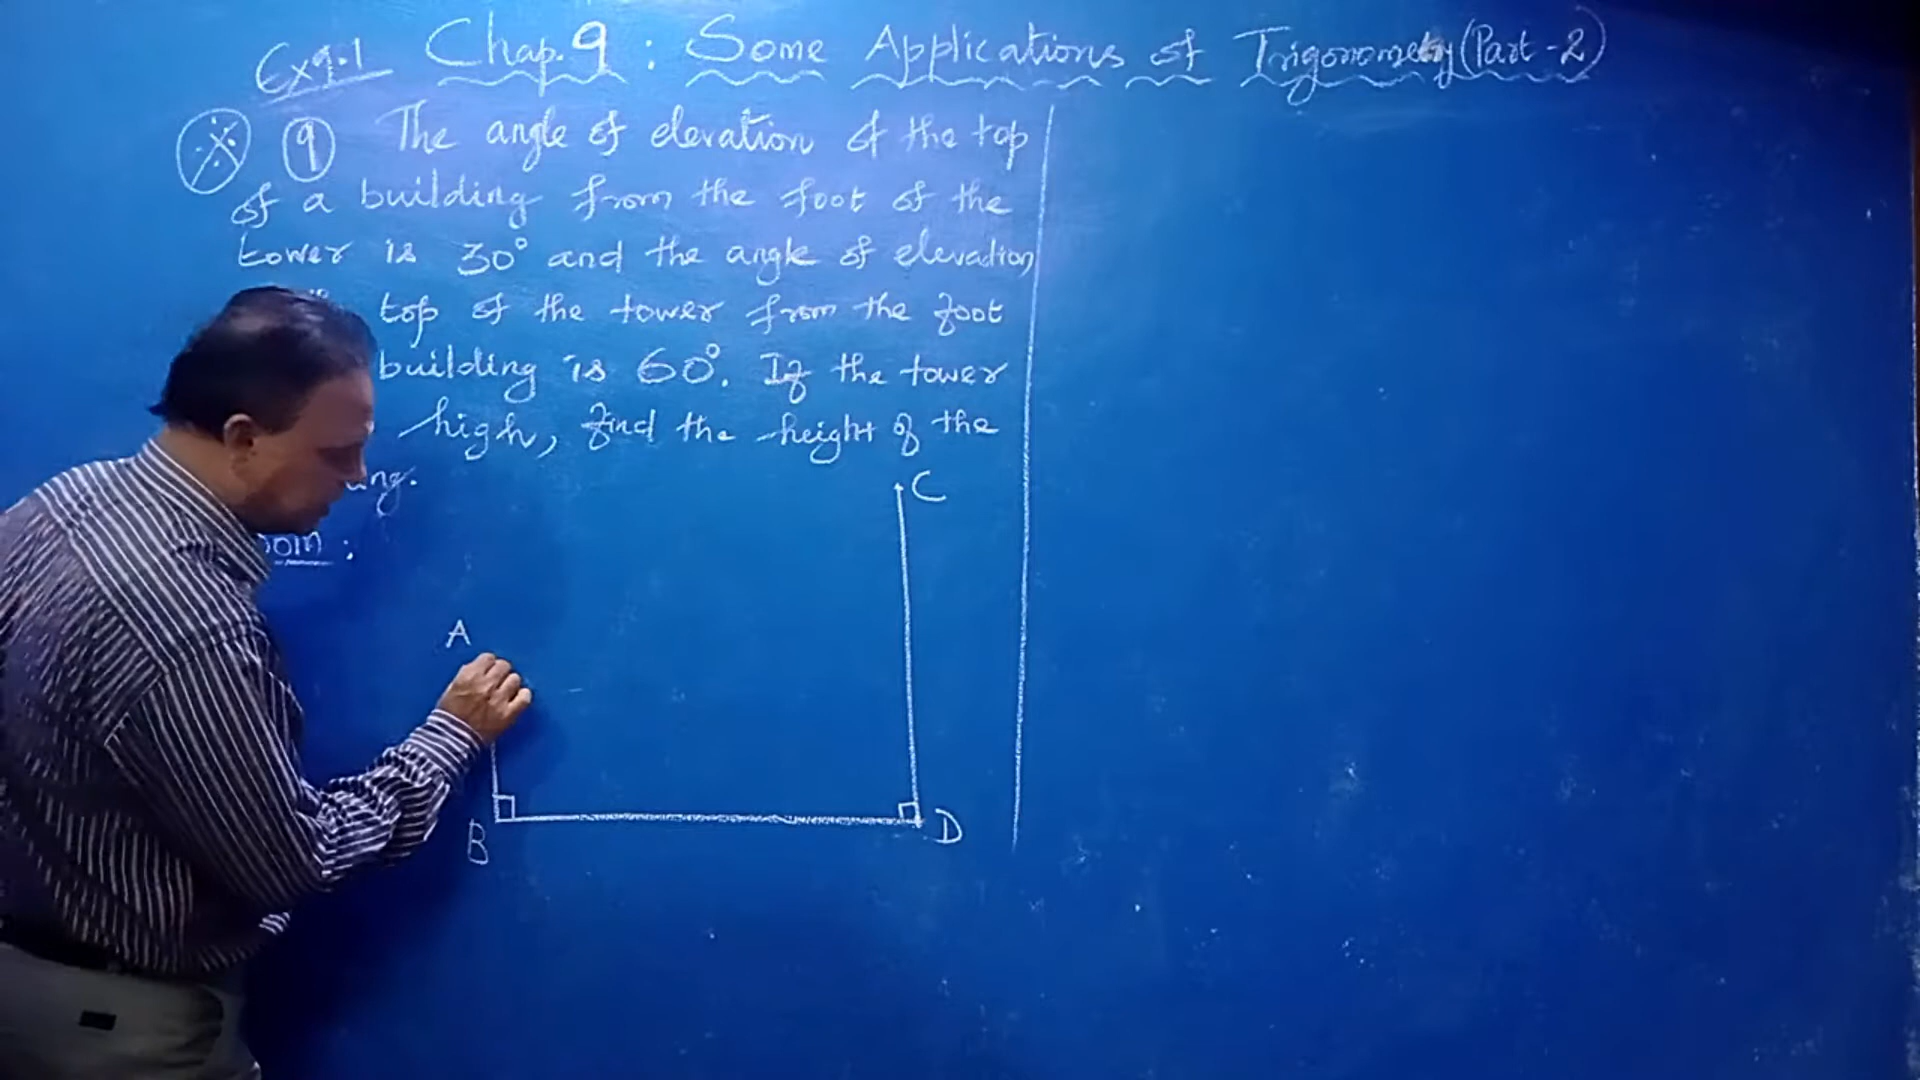 Ex9.1 Chap.9 : Some Applications of Trigonometry (Part-2)
9 The angle of elevation of the top
of a building from the foot of the
tower is 30° and the angle of elevation
top of the tower from the foot
building is 60°. If the tower
high, find the height of the
C
A
B
D